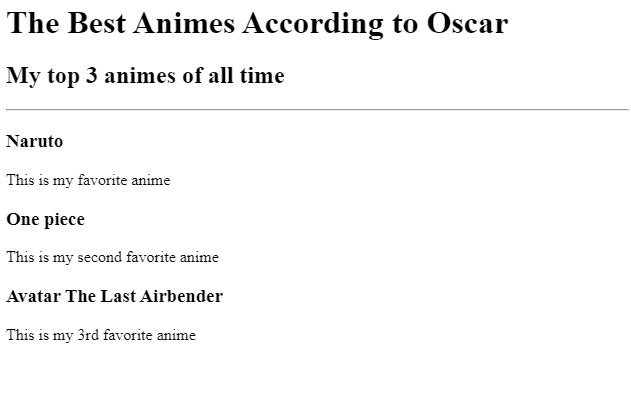 The Best Animes According to Oscar
My top 3 animes of all time
Naruto
This is my favorite anime
One piece
This is my second favorite anime
Avatar The Last Airbender
This is my 3rd favorite anime